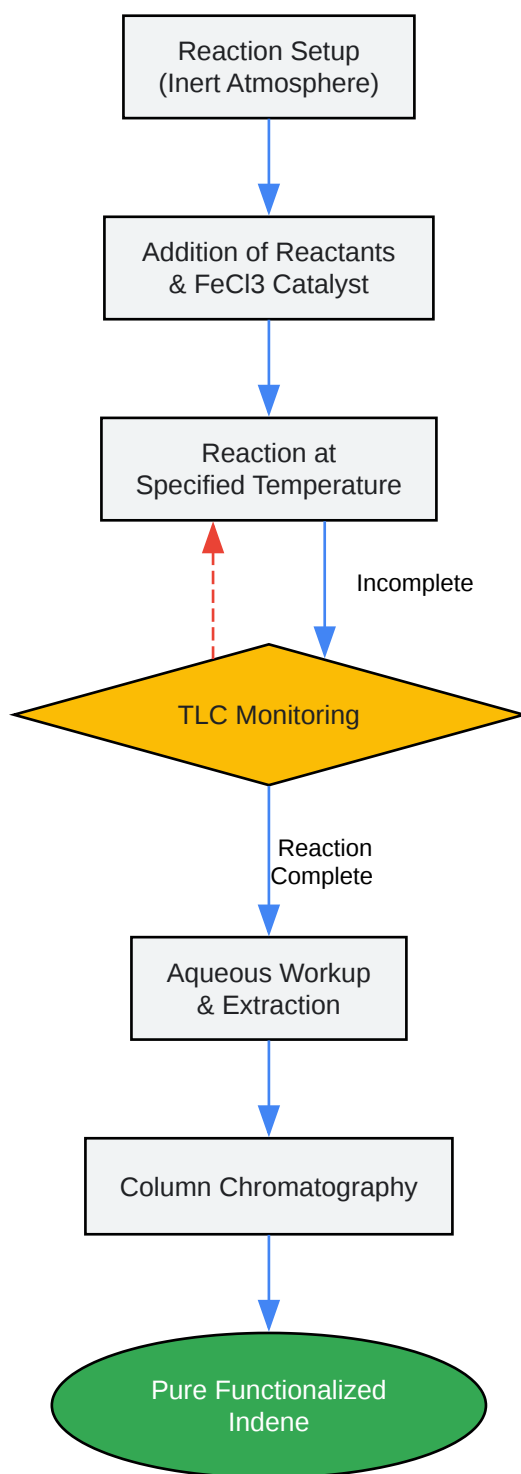 Reaction Setup
(Inert Atmosphere)
Addition of Reactants
& FeCl3 Catalyst
Reaction at
Specified Temperature
Incomplete
TLC Monitoring
Reaction
Complete
Aqueous Workup
& Extraction
Column Chromatography
Pure Functionalized
Indene